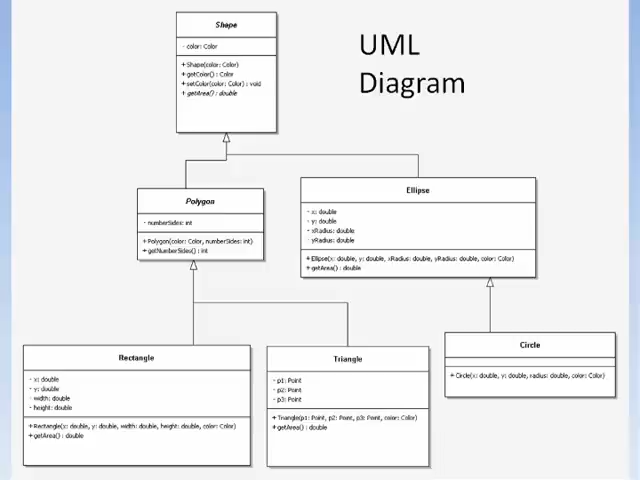 UML
Diagram
Shape
- color: Color
+ Shape(color: Color)
+ getColor() : Color
+ setColor(color: Color) : void
+ getArea() : double
Polygon
- numberSides: int
+ Polygon(color: Color, numberSides: int)
+ getNumberSides() : int
Ellipse
- x: double
- y: double
- xRadius: double
- yRadius: double
+ Ellipse(x: double, y: double, xRadius: double, yRadius: double, color: Color)
+ getArea() : double
Rectangle
- x: double
- y: double
- width: double
- height: double
+ Rectangle(x: double, y: double, width: double, height: double, color: Color)
+ getArea() : double
Triangle
- p1: Point
- p2: Point
- p3: Point
+ Triangle(p1: Point, p2: Point, p3: Point, color: Color)
+ getArea() : double
Circle
+ Circle(x: double, y: double, radius: double, color: Color)